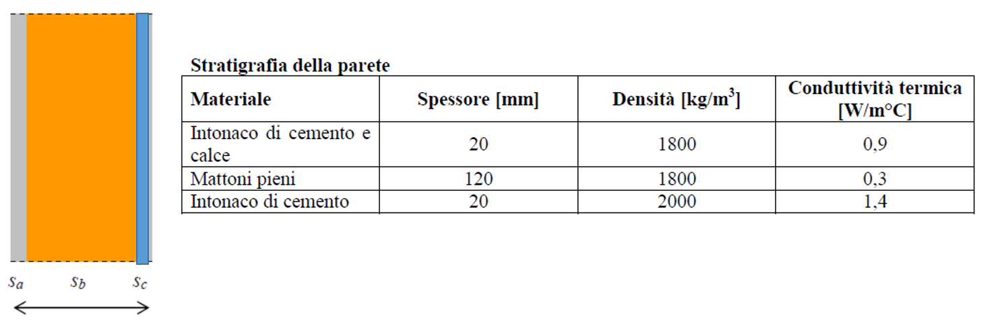 Stratigrafia della parete
Materiale Spessore [mm] Densità [kg/m³] Conduttività termica
[W/m°C]
Intonaco di cemento e
calce 20 1800 0,9
Mattoni pieni 120 1800 0,3
Intonaco di cemento 20 2000 1,4
sₐ s_b s_c